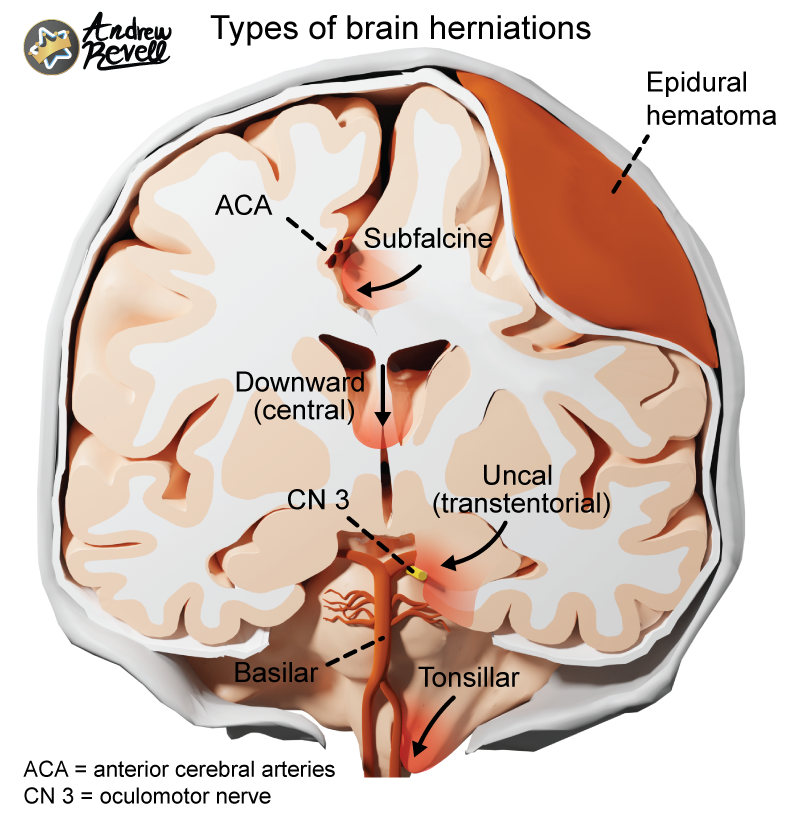 Andrew
Revell
Types of brain herniations
Epidural
hematoma
ACA
Subfalcine
Downward
(central)
Uncal
(transtentorial)
CN 3
Basilar
Tonsillar
ACA = anterior cerebral arteries
CN 3 = oculomotor nerve